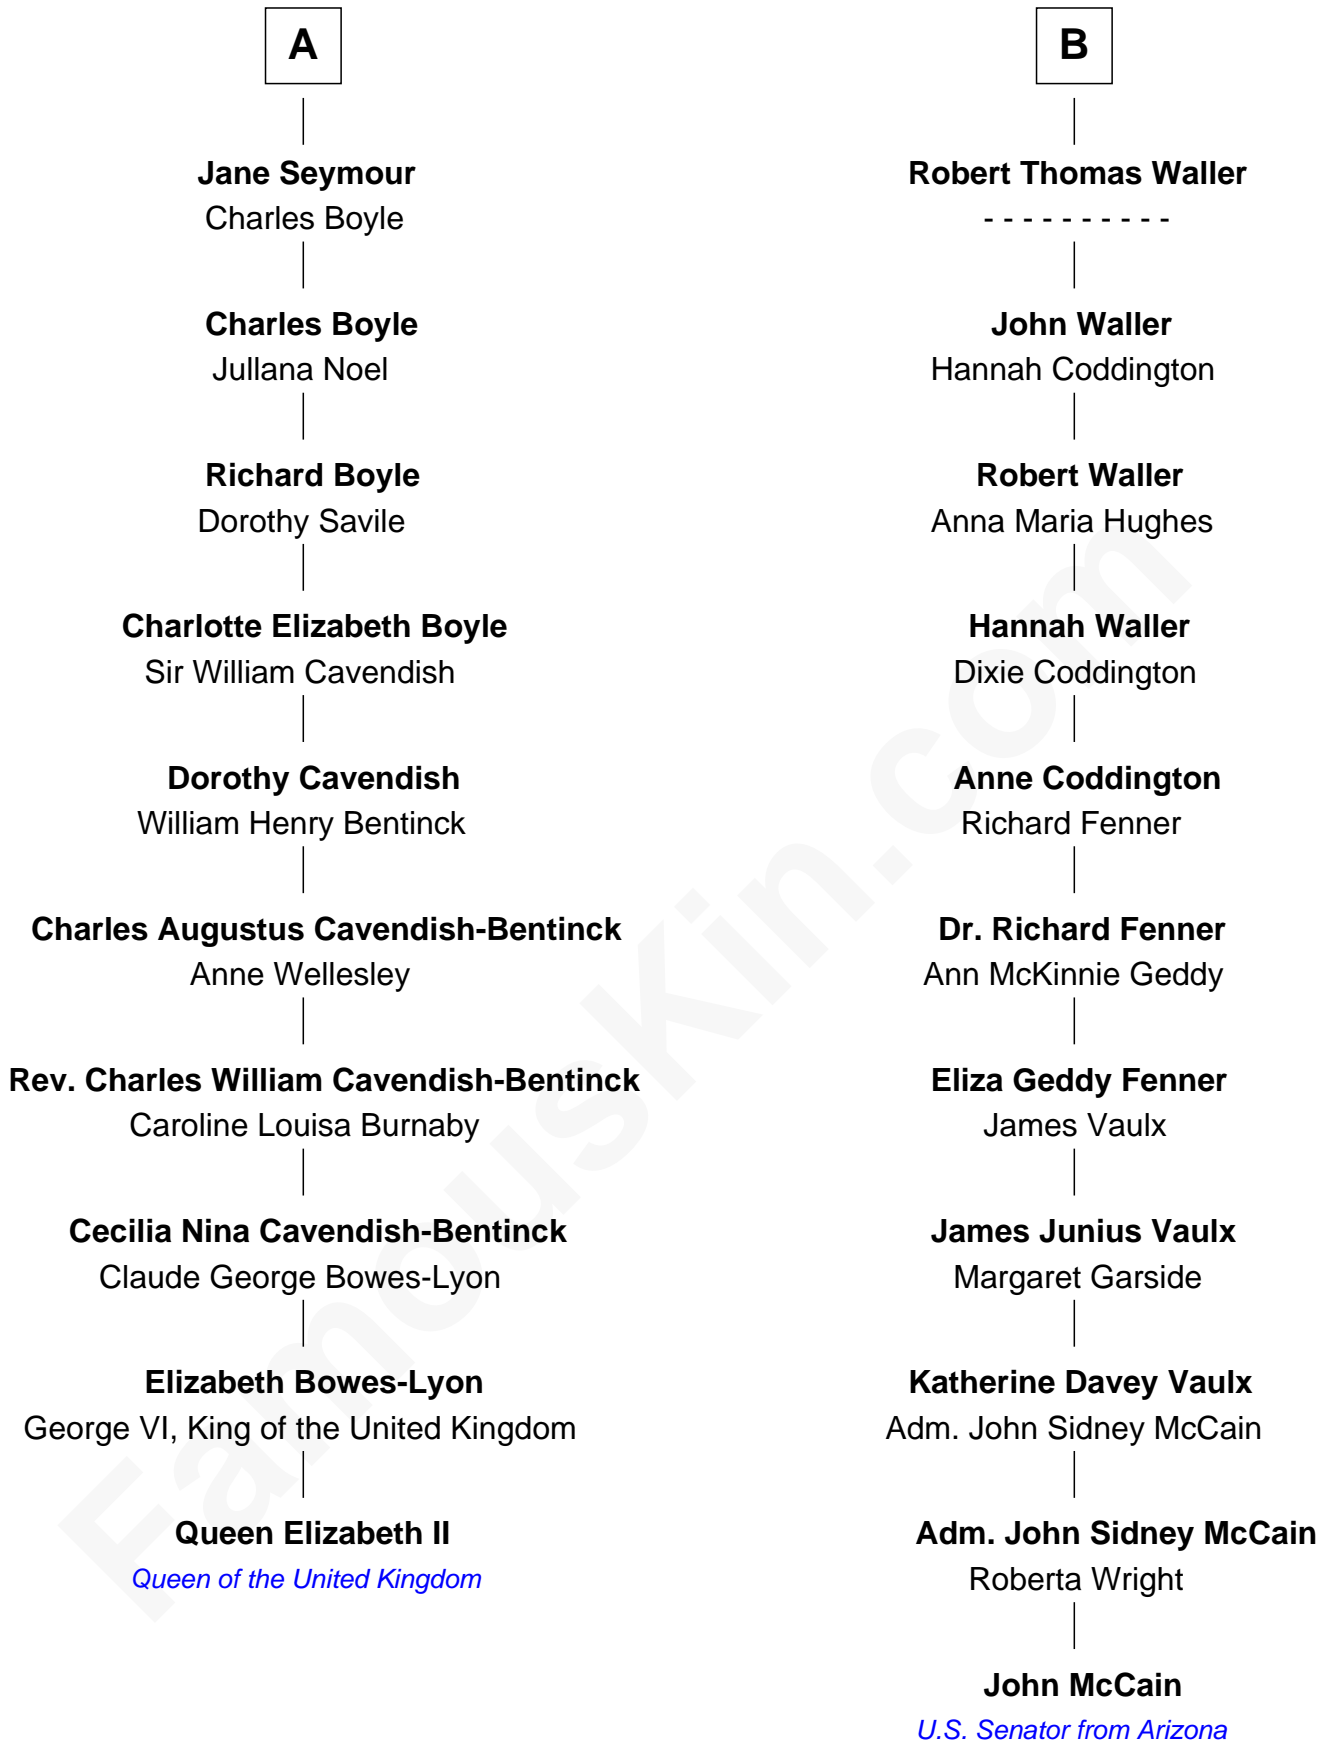 A
Jane Seymour
Charles Boyle
Charles Boyle
Jullana Noel
Richard Boyle
Dorothy Savile
Charlotte Elizabeth Boyle
Sir William Cavendish
Dorothy Cavendish
William Henry Bentinck
Charles Augustus Cavendish-Bentinck
Anne Wellesley
Rev. Charles William Cavendish-Bentinck
Caroline Louisa Burnaby
Cecilia Nina Cavendish-Bentinck
Claude George Bowes-Lyon
Elizabeth Bowes-Lyon
George VI, King of the United Kingdom
Queen Elizabeth II
Queen of the United Kingdom
B
Robert Thomas Waller
- - - - - - - - - -
John Waller
Hannah Coddington
Robert Waller
Anna Maria Hughes
Hannah Waller
Dixie Coddington
Anne Coddington
Richard Fenner
Dr. Richard Fenner
Ann McKinnie Geddy
Eliza Geddy Fenner
James Vaulx
James Junius Vaulx
Margaret Garside
Katherine Davey Vaulx
Adm. John Sidney McCain
Adm. John Sidney McCain
Roberta Wright
John McCain
U.S. Senator from Arizona
FamousKin.com